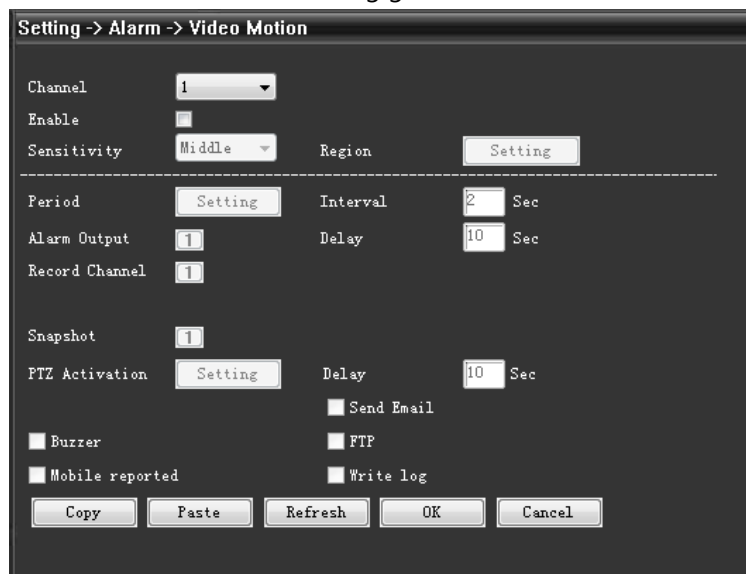 Setting -> Alarm -> Video Motion
Channel 1
Enable
Sensitivity Middle Region Setting
Period Setting Interval 2 Sec
Alarm Output 1 Delay 10 Sec
Record Channel 1
Snapshot 1
PTZ Activation Setting Delay 10 Sec
Send Email
Buzzer FTP
Mobile reported Write log
Copy Paste Refresh OK Cancel